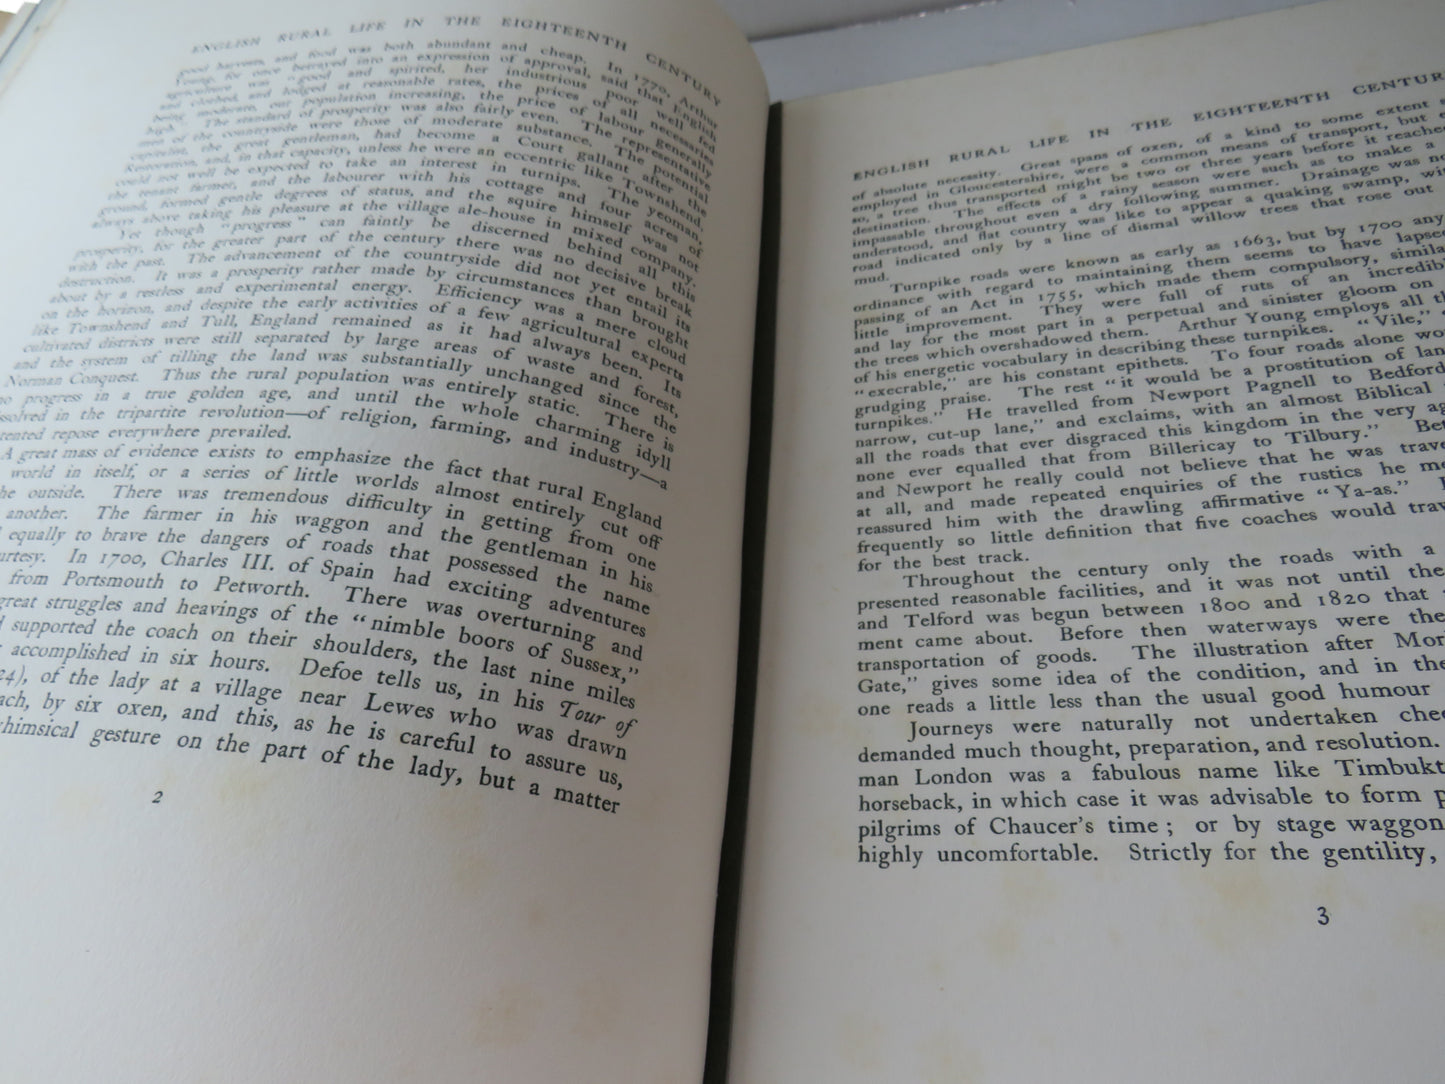 ENGLISH RURAL LIFE IN THE EIGHTEENTH CENTURY
good harvests, and food was both abundant and cheap. In 1770, Arthur
Young, for once betrayed into an expression of approval, said that English
agriculture was "good and spirited, her industrious poor well fed
and clothed, and lodged at reasonable rates, the prices of all necessaries
being moderate, our population increasing, the price of labour generally
high." The standard of prosperity was also fairly even. The representative
men of the countryside were those of moderate substance. The potential
capitalist, the great gentleman, had become a Court gallant after the
Restoration, and, in that capacity, unless he were an eccentric like Townshend,
could not well be expected to take an interest in turnips. The yeoman,
the tenant farmer, and the labourer with his cottage and four acres of
ground, formed gentle degrees of status, and the squire himself was not
always above taking his pleasure at the village ale-house in mixed company.
Yet though "progress" can faintly be discerned behind all this
prosperity, for the greater part of the century there was no decisive break
with the past. The advancement of the countryside did not yet entail its
destruction. It was a prosperity rather made by circumstances than brought
about by a restless and experimental energy. Efficiency was a mere cloud
on the horizon, and despite the early activities of a few agricultural experts
like Townshend and Tull, England remained as it had always been. Its
cultivated districts were still separated by large areas of waste and forest,
and the system of tilling the land was substantially unchanged since the
Norman Conquest. Thus the rural population was entirely static. There is
no progress in a true golden age, and until the whole charming idyll
ssolved in the tripartite revolution—of religion, farming, and industry—a
tented repose everywhere prevailed.
A great mass of evidence exists to emphasize the fact that rural England
world in itself, or a series of little worlds almost entirely cut off
he outside. There was tremendous difficulty in getting from one
another. The farmer in his waggon and the gentleman in his
equally to brave the dangers of roads that possessed the name
urtesy. In 1700, Charles III. of Spain had exciting adventures
from Portsmouth to Petworth. There was overturning and
great struggles and heavings of the "nimble boors of Sussex,"
supported the coach on their shoulders, the last nine miles
accomplished in six hours. Defoe tells us, in his Tour of
24), of the lady at a village near Lewes who was drawn
ach, by six oxen, and this, as he is careful to assure us,
whimsical gesture on the part of the lady, but a matter
2
ENGLISH RURAL LIFE IN THE EIGHTEENTH CENTUR
of absolute necessity. Great spans of oxen, of a kind to some extent s
employed in Gloucestershire, were a common means of transport, but e
so, a tree thus transported might be two or three years before it reached
destination. The effects of a rainy season were such as to make a
impassable throughout even a dry following summer. Drainage was no
understood, and flat country was like to appear a quaking swamp, wit
road indicated only by a line of dismal willow trees that rose out
mud.
Turnpike roads were known as early as 1663, but by 1700 any
ordinance with regard to maintaining them seems to have lapse
passing of an Act in 1755, which made them compulsory, simila
little improvement. They were full of ruts of an incredibl
and lay for the most part in a perpetual and sinister gloom on
the trees which overshadowed them. Arthur Young employs all th
of his energetic vocabulary in describing these turnpikes. "Vile," "
"execrable," are his constant epithets. To four roads alone wo
grudging praise. The rest "it would be a prostitution of lan
turnpikes." He travelled from Newport Pagnell to Bedford
narrow, cut-up lane," and exclaims, with an almost Biblical
all the roads that ever disgraced this kingdom in the very ag
none ever equalled that from Billericay to Tilbury." Bet
and Newport he really could not believe that he was trave
at all, and made repeated enquiries of the rustics he me
reassured him with the drawling affirmative "Ya-as."
frequently so little definition that five coaches would trav
for the best track.
Throughout the century only the roads with a
presented reasonable facilities, and it was not until the
and Telford was begun between 1800 and 1820 that
ment came about. Before then waterways were the
transportation of goods. The illustration after Mor
Gate," gives some idea of the condition, and in the
one reads a little less than the usual good humour
Journeys were naturally not undertaken chee
demanded much thought, preparation, and resolution.
man London was a fabulous name like Timbukt
horseback, in which case it was advisable to form p
pilgrims of Chaucer's time; or by stage waggon
highly uncomfortable. Strictly for the gentility,
3